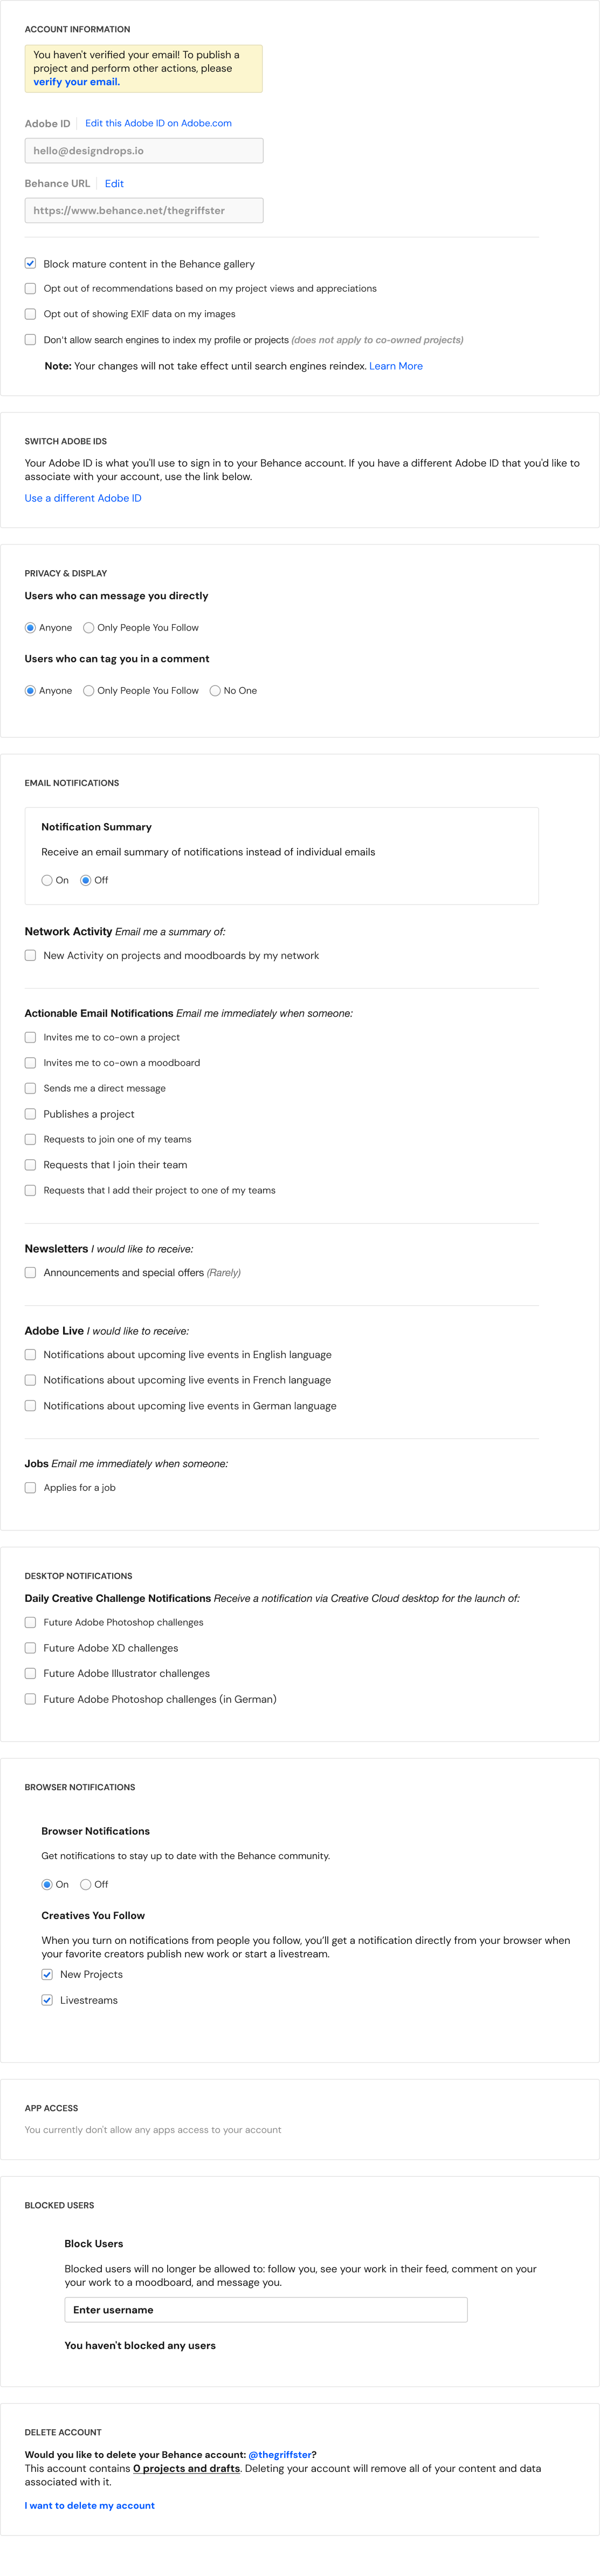 ACCOUNT INFORMATION
You haven't verified your email! To publish a
project and perform other actions, please
verify your email.
Adobe ID Edit this Adobe ID on Adobe.com
hello@designdrops.io
Behance URL Edit
https://www.behance.net/thegriffster
Block mature content in the Behance gallery
Opt out of recommendations based on my project views and appreciations
Opt out of showing EXIF data on my images
Don't allow search engines to index my profile or projects (does not apply to co-owned projects)
Note: Your changes will not take effect until search engines reindex. Learn More
SWITCH ADOBE IDS
Your Adobe ID is what you'll use to sign in to your Behance account. If you have a different Adobe ID that you'd like to
associate with your account, use the link below.
Use a different Adobe ID
PRIVACY & DISPLAY
Users who can message you directly
Anyone Only People You Follow
Users who can tag you in a comment
Anyone Only People You Follow No One
EMAIL NOTIFICATIONS
Notification Summary
Receive an email summary of notifications instead of individual emails
On Off
Network Activity Email me a summary of:
New Activity on projects and moodboards by my network
Actionable Email Notifications Email me immediately when someone:
Invites me to co-own a project
Invites me to co-own a moodboard
Sends me a direct message
Publishes a project
Requests to join one of my teams
Requests that I join their team
Requests that I add their project to one of my teams
Newsletters I would like to receive:
Announcements and special offers (Rarely)
Adobe Live I would like to receive:
Notifications about upcoming live events in English language
Notifications about upcoming live events in French language
Notifications about upcoming live events in German language
Jobs Email me immediately when someone:
Applies for a job
DESKTOP NOTIFICATIONS
Daily Creative Challenge Notifications Receive a notification via Creative Cloud desktop for the launch of:
Future Adobe Photoshop challenges
Future Adobe XD challenges
Future Adobe Illustrator challenges
Future Adobe Photoshop challenges (in German)
BROWSER NOTIFICATIONS
Browser Notifications
Get notifications to stay up to date with the Behance community.
On Off
Creatives You Follow
When you turn on notifications from people you follow, you'll get a notification directly from your browser when
your favorite creators publish new work or start a livestream.
New Projects
Livestreams
APP ACCESS
You currently don't allow any apps access to your account
BLOCKED USERS
Block Users
Blocked users will no longer be allowed to: follow you, see your work in their feed, comment on your
your work to a moodboard, and message you.
Enter username
You haven't blocked any users
DELETE ACCOUNT
Would you like to delete your Behance account: @thegriffster?
This account contains 0 projects and drafts. Deleting your account will remove all of your content and data
associated with it.
I want to delete my account